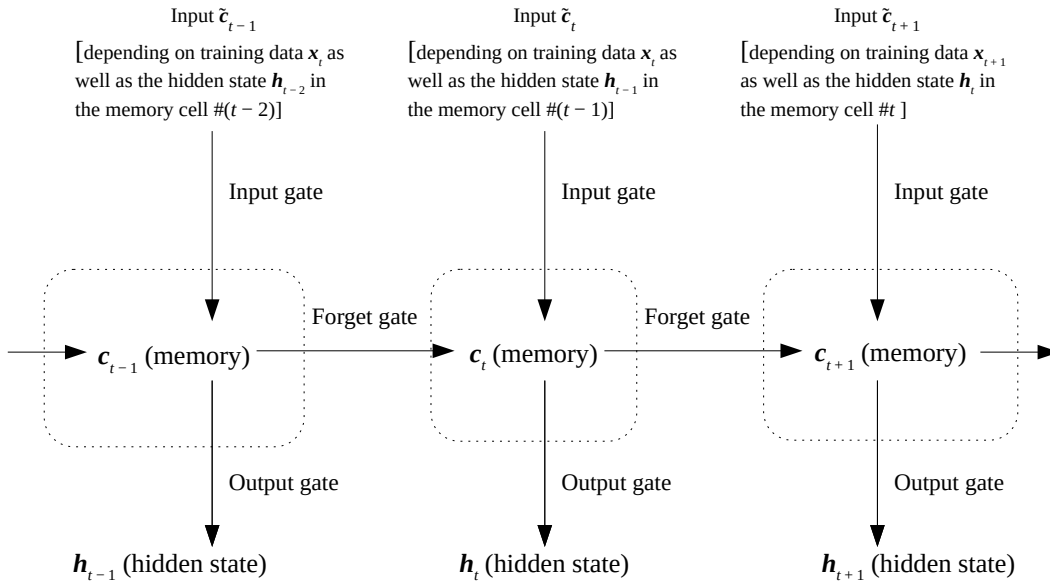 Input c̃ₜ₋₁
[depending on training data xₜ as
well as the hidden state hₜ₋₂ in
the memory cell #(t − 2)]
Input c̃ₜ
[depending on training data xₜ as
well as the hidden state hₜ₋₁ in
the memory cell #(t − 1)]
Input c̃ₜ₊₁
[depending on training data xₜ₊₁
as well as the hidden state hₜ in
the memory cell #t ]
Input gate
Input gate
Input gate
Forget gate
Forget gate
cₜ₋₁ (memory)
cₜ (memory)
cₜ₊₁ (memory)
Output gate
Output gate
Output gate
hₜ₋₁ (hidden state)
hₜ (hidden state)
hₜ₊₁ (hidden state)